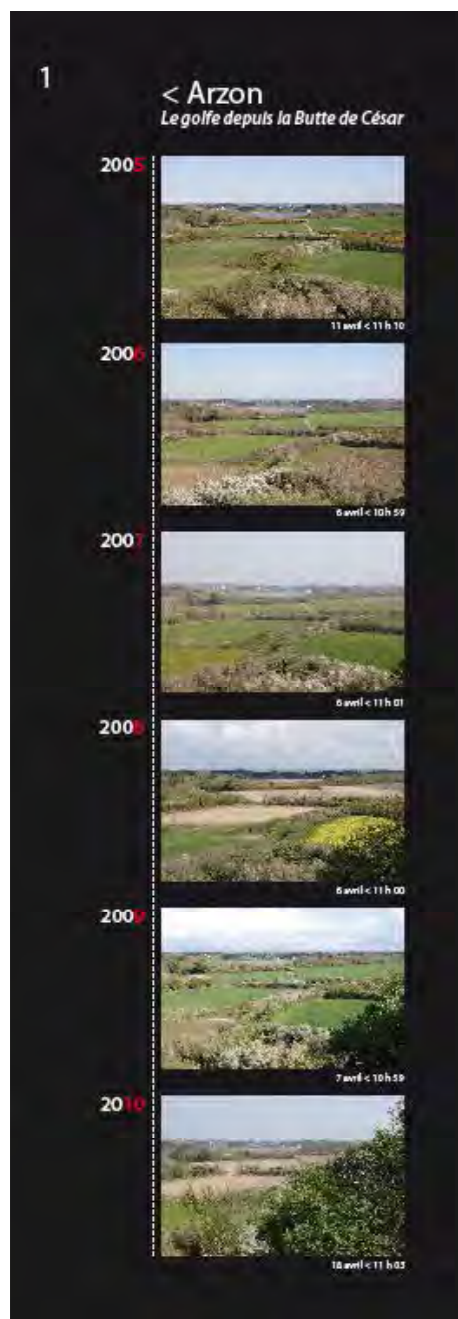 1
< Arzon
Le golfe depuis la Butte de César
2005
11 avril < 11 h 10
2006
6 avril < 10 h 59
2007
6 avril < 11 h 01
2008
6 avril < 11 h 00
2009
7 avril < 10 h 59
2010
18 avril < 11 h 03